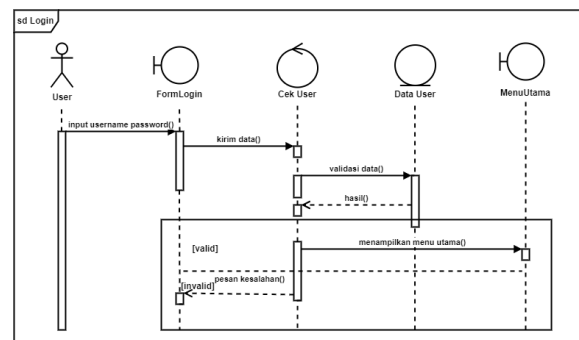 sd Login
User
FormLogin
Cek User
Data User
MenuUtama
input username password()
kirim data()
validasi data()
hasil()
[valid]
menampilkan menu utama()
pesan kesalahan()
[invalid]